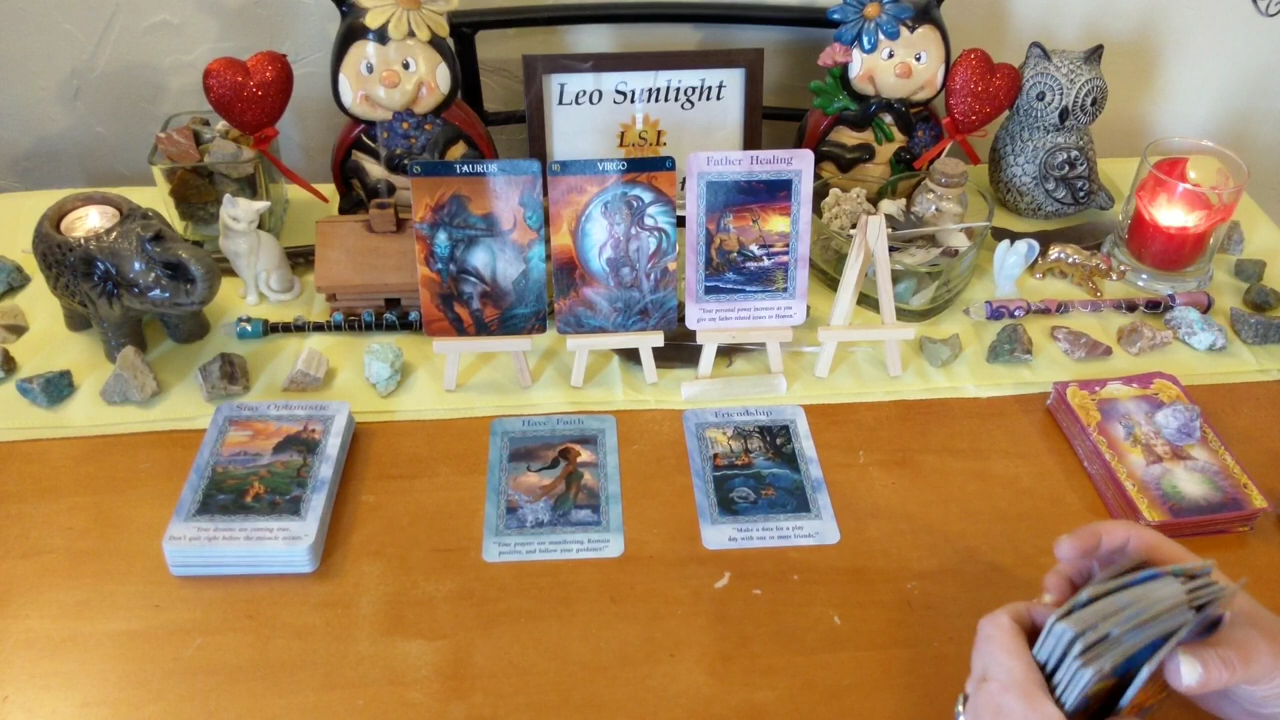 Leo Sunlight
L.S.I.
TAURUS
VIRGO
6
Father Healing
"Your personal power increases as you
give any father-related issues to Heaven."
Stay Optimistic
"Your dreams are coming true.
Don't quit right before the miracle occurs."
Have Faith
"Your prayers are manifesting. Remain
positive, and follow your guidance!"
Friendship
"Make a date for a play
day with one or more friends."